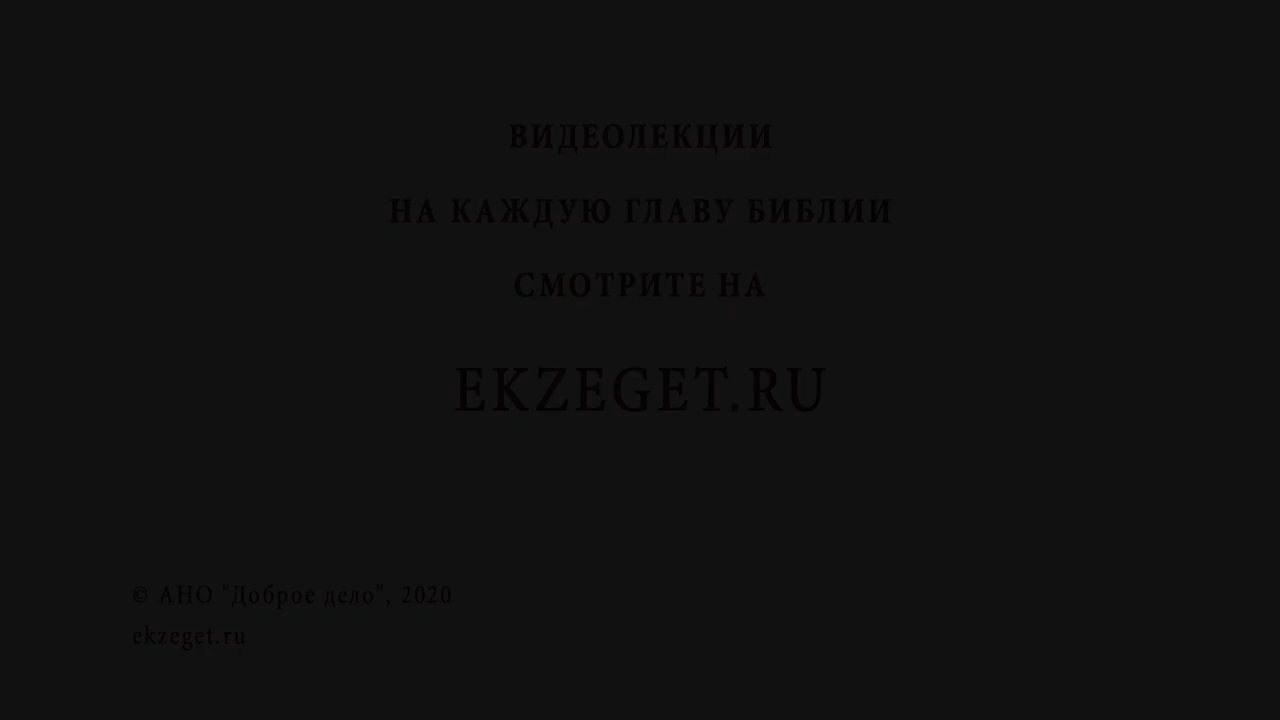 ВИДЕОЛЕКЦИИ
НА КАЖДУЮ ГЛАВУ БИБЛИИ
СМОТРИТЕ НА
EKZEGET.RU
© АНО "Доброе дело", 2020
ekzeget.ru